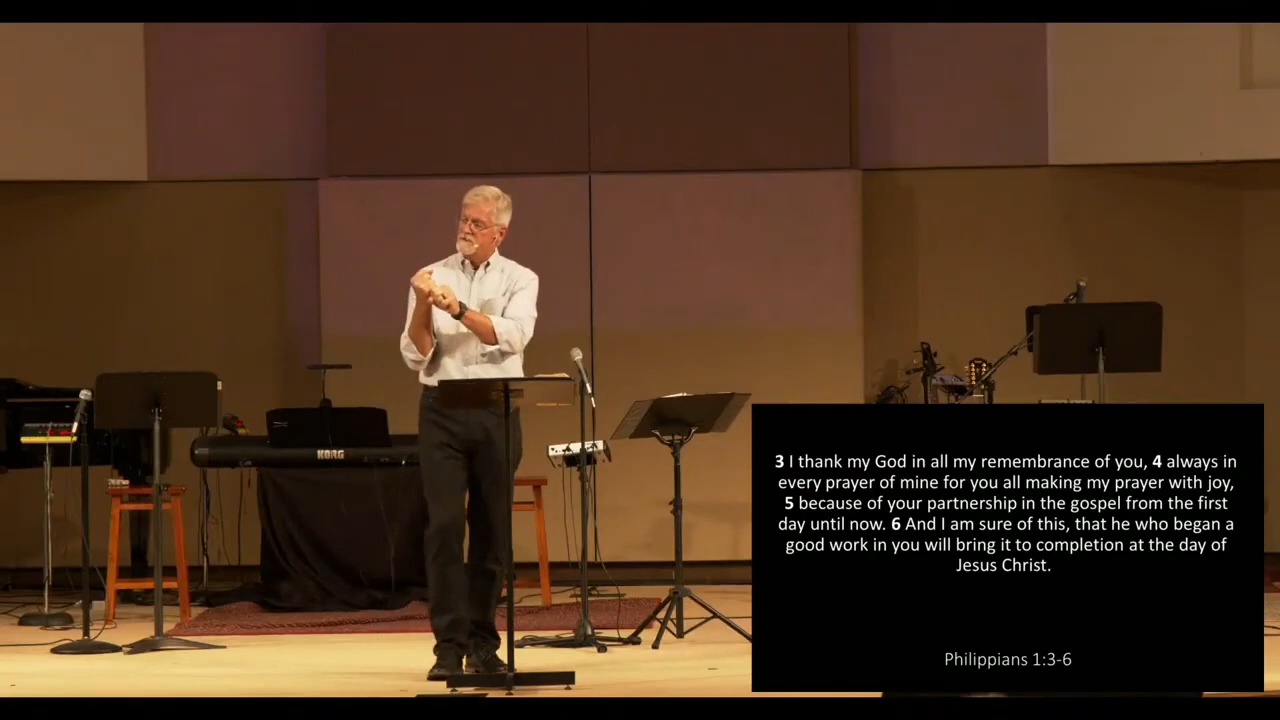 KORG
3 I thank my God in all my remembrance of you, 4 always in
every prayer of mine for you all making my prayer with joy,
5 because of your partnership in the gospel from the first
day until now. 6 And I am sure of this, that he who began a
good work in you will bring it to completion at the day of
Jesus Christ.
Philippians 1:3-6